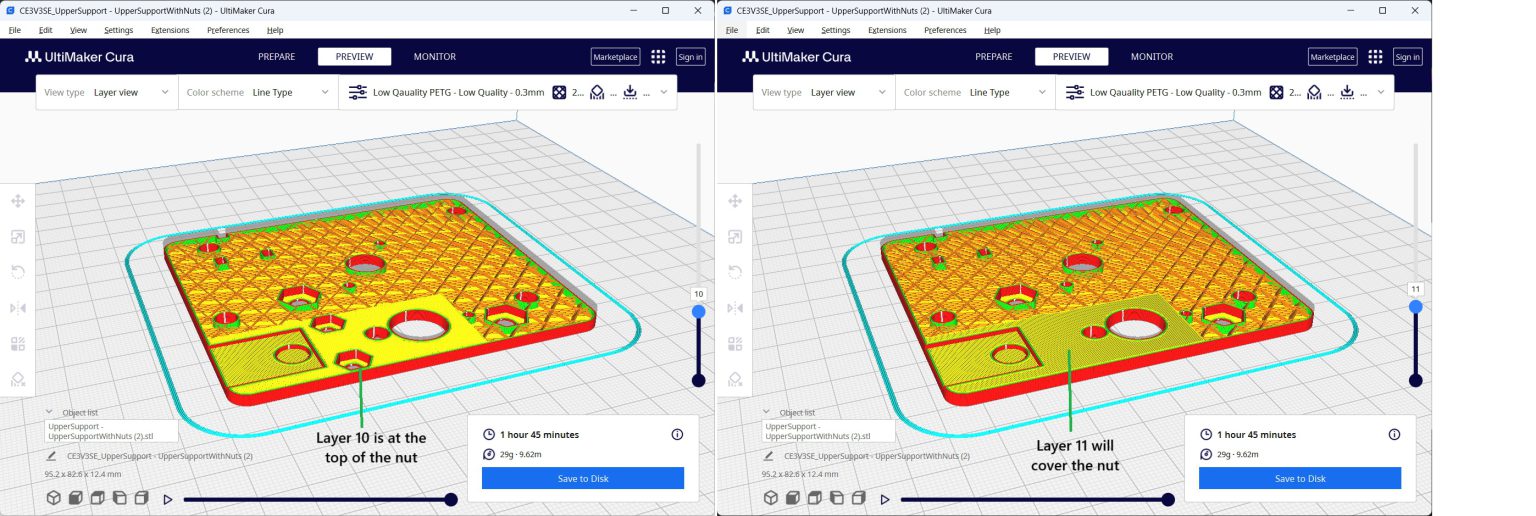 CE3V3SE_UpperSupport - UpperSupportWithNuts (2) - UltiMaker Cura
File Edit View Settings Extensions Preferences Help
UltiMaker Cura PREPARE PREVIEW MONITOR Marketplace Sign in
View type Layer view Color scheme Line Type Low Qauality PETG - Low Quality - 0.3mm 2... ... ...
10
Layer 10 is at the
top of the nut
Object list
UpperSupport -
UpperSupportWithNuts (2).stl
CE3V3SE_UpperSupport - UpperSupportWithNuts (2)
95.2 x 82.6 x 12.4 mm
1 hour 45 minutes
29g · 9.62m
Save to Disk
CE3V3SE_UpperSupport - UpperSupportWithNuts (2) - UltiMaker Cura
File Edit View Settings Extensions Preferences Help
UltiMaker Cura PREPARE PREVIEW MONITOR Marketplace Sign in
View type Layer view Color scheme Line Type Low Qauality PETG - Low Quality - 0.3mm 2... ... ...
11
Layer 11 will
cover the nut
Object list
UpperSupport -
UpperSupportWithNuts (2).stl
CE3V3SE_UpperSupport - UpperSupportWithNuts (2)
95.2 x 82.6 x 12.4 mm
1 hour 45 minutes
29g · 9.62m
Save to Disk